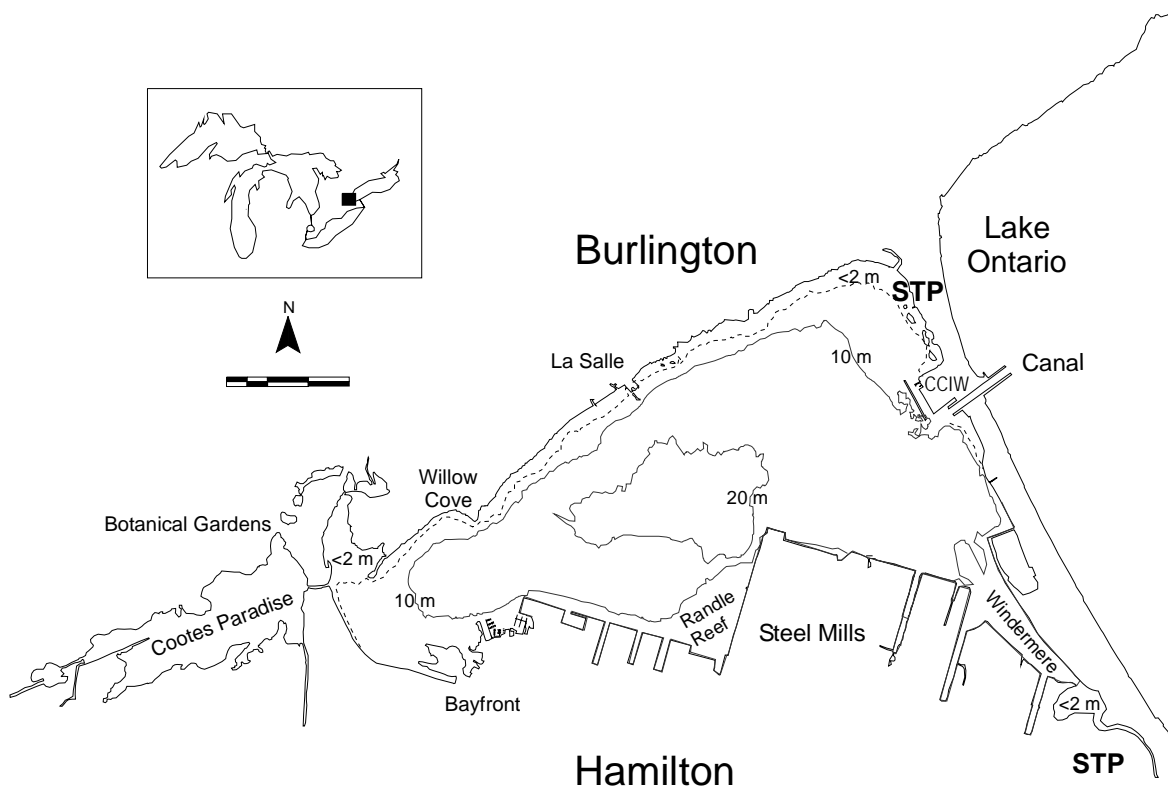 Burlington
Lake
Ontario
<2 m
STP
N
La Salle
10 m
Canal
CCIW
Willow
Cove
20 m
Botanical Gardens
<2 m
10 m
Cootes Paradise
Randle
Reef
Steel Mills
Windermere
Bayfront
<2 m
Hamilton
STP